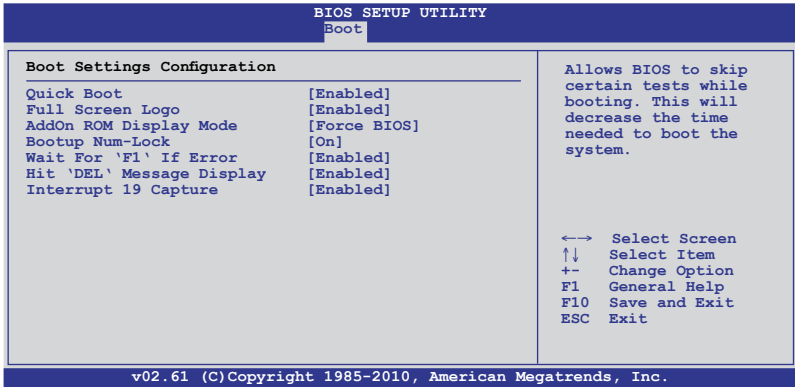 BIOS SETUP UTILITY
Boot
Boot Settings Configuration
Quick Boot [Enabled]
Full Screen Logo [Enabled]
AddOn ROM Display Mode [Force BIOS]
Bootup Num-Lock [On]
Wait For ‘F1‘ If Error [Enabled]
Hit ‘DEL‘ Message Display [Enabled]
Interrupt 19 Capture [Enabled]
Allows BIOS to skip
certain tests while
booting. This will
decrease the time
needed to boot the
system.
←→ Select Screen
↑↓ Select Item
+- Change Option
F1 General Help
F10 Save and Exit
ESC Exit
v02.61 (C)Copyright 1985-2010, American Megatrends, Inc.